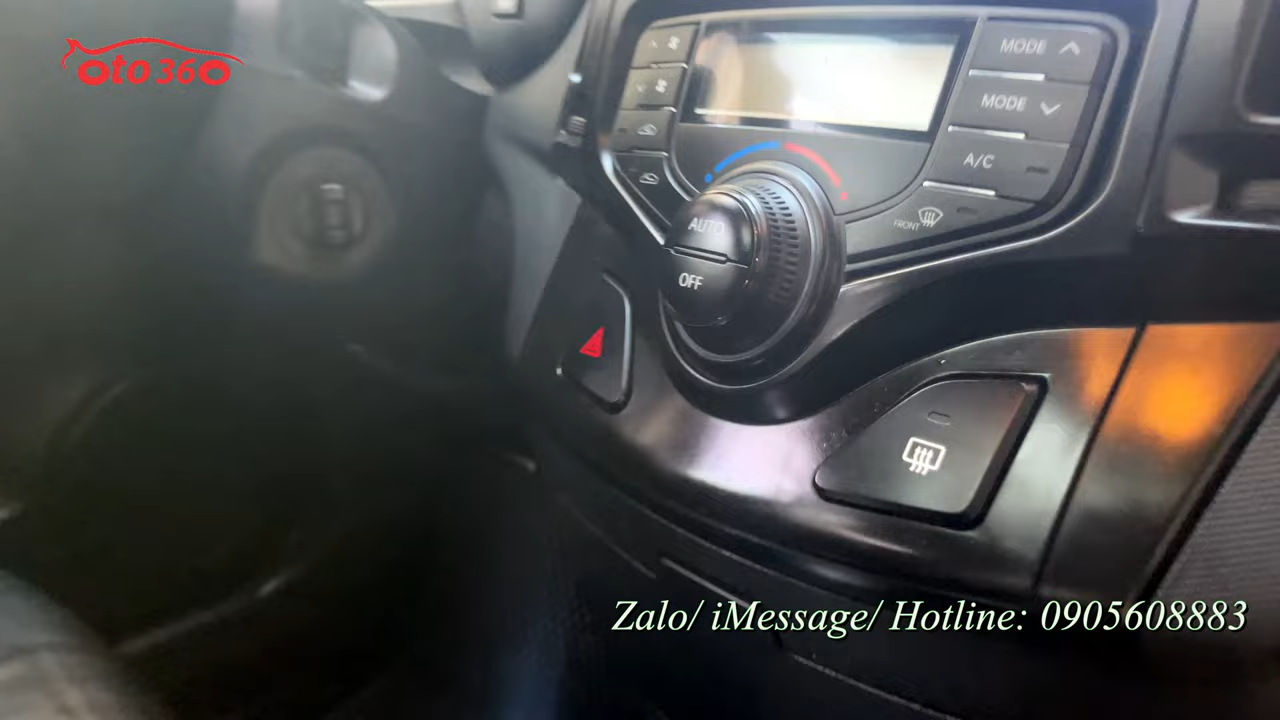 oto360
MODE
MODE
A/C
FRONT
AUTO
OFF
Zalo/ iMessage/ Hotline: 0905608883